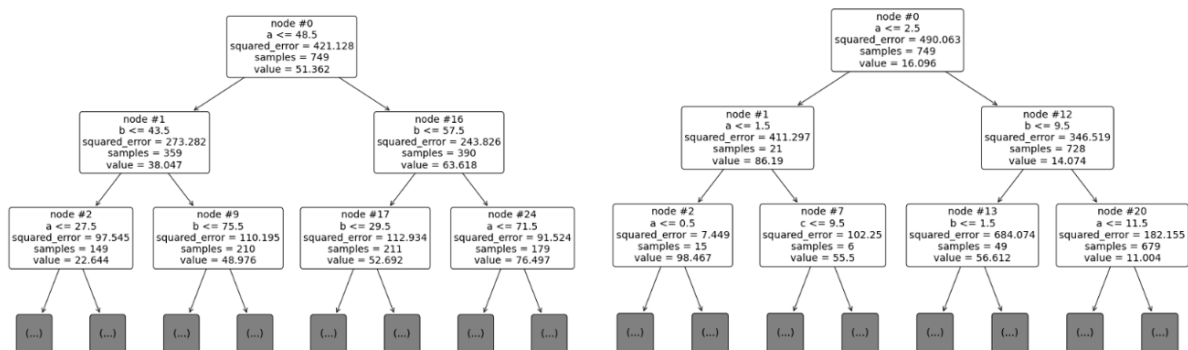 node #0
a <= 48.5
squared_error = 421.128
samples = 749
value = 51.362
node #1
b <= 43.5
squared_error = 273.282
samples = 359
value = 38.047
node #16
b <= 57.5
squared_error = 243.826
samples = 390
value = 63.618
node #2
a <= 27.5
squared_error = 97.545
samples = 149
value = 22.644
node #9
b <= 75.5
squared_error = 110.195
samples = 210
value = 48.976
node #17
b <= 29.5
squared_error = 112.934
samples = 211
value = 52.692
node #24
a <= 71.5
squared_error = 91.524
samples = 179
value = 76.497
(...)
(...)
(...)
(...)
(...)
(...)
(...)
(...)
node #0
a <= 2.5
squared_error = 490.063
samples = 749
value = 16.096
node #1
a <= 1.5
squared_error = 411.297
samples = 21
value = 86.19
node #12
b <= 9.5
squared_error = 346.519
samples = 728
value = 14.074
node #2
a <= 0.5
squared_error = 7.449
samples = 15
value = 98.467
node #7
c <= 9.5
squared_error = 102.25
samples = 6
value = 55.5
node #13
b <= 1.5
squared_error = 684.074
samples = 49
value = 56.612
node #20
a <= 11.5
squared_error = 182.155
samples = 679
value = 11.004
(...)
(...)
(...)
(...)
(...)
(...)
(...)
(...)